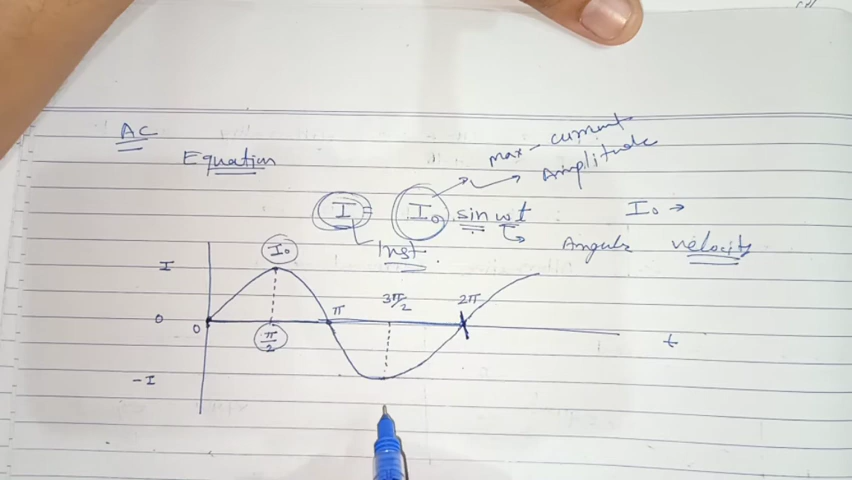 AC
Equation
max - current
Amplitude
I = I₀ sin ωt
I₀ →
Inst.
Angular velocity
I₀
I
0
0
π/2
π
3π/2
2π
t
-I